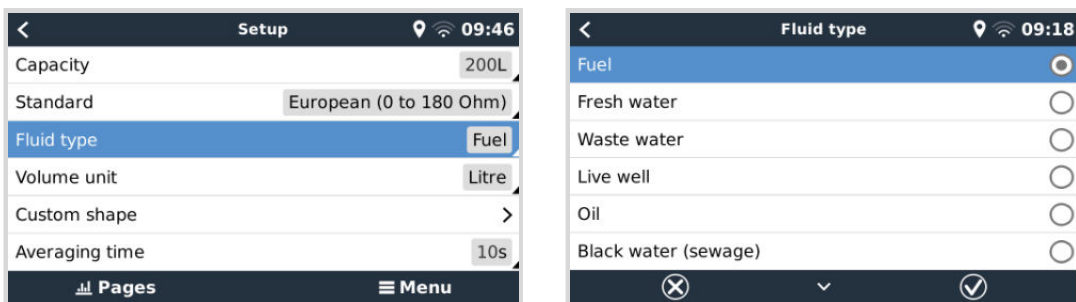 Setup 09:46
Capacity 200L
Standard European (0 to 180 Ohm)
Fluid type Fuel
Volume unit Litre
Custom shape
Averaging time 10s
Pages Menu
Fluid type 09:18
Fuel
Fresh water
Waste water
Live well
Oil
Black water (sewage)